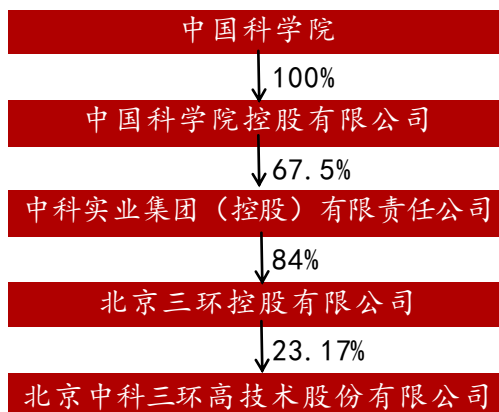 中国科学院
100%
中国科学院控股有限公司
67.5%
中科实业集团（控股）有限责任公司
84%
北京三环控股有限公司
23.17%
北京中科三环高技术股份有限公司